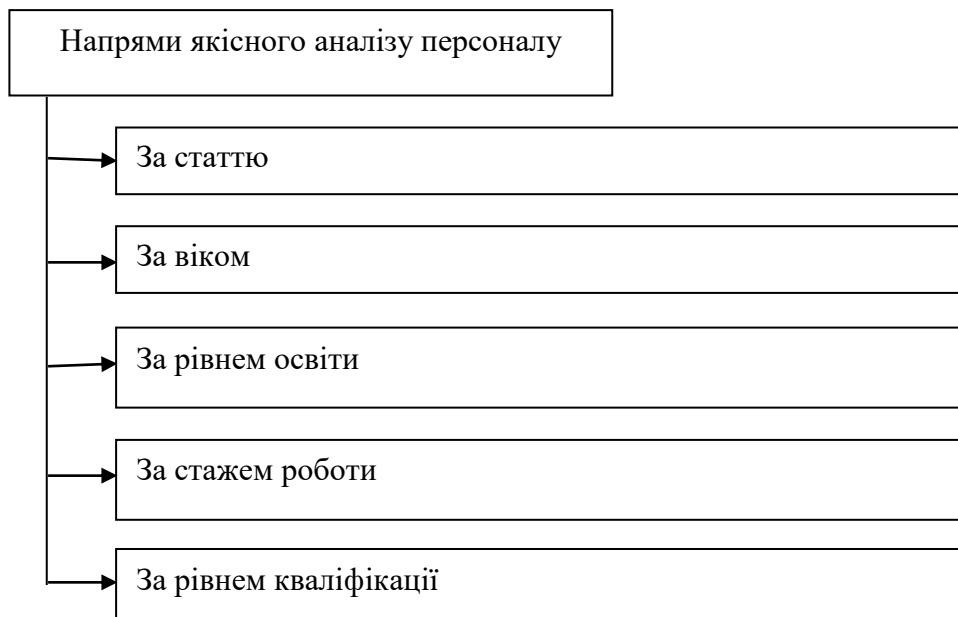 Напрями якісного аналізу персоналу
За статтю
За віком
За рівнем освіти
За стажем роботи
За рівнем кваліфікації